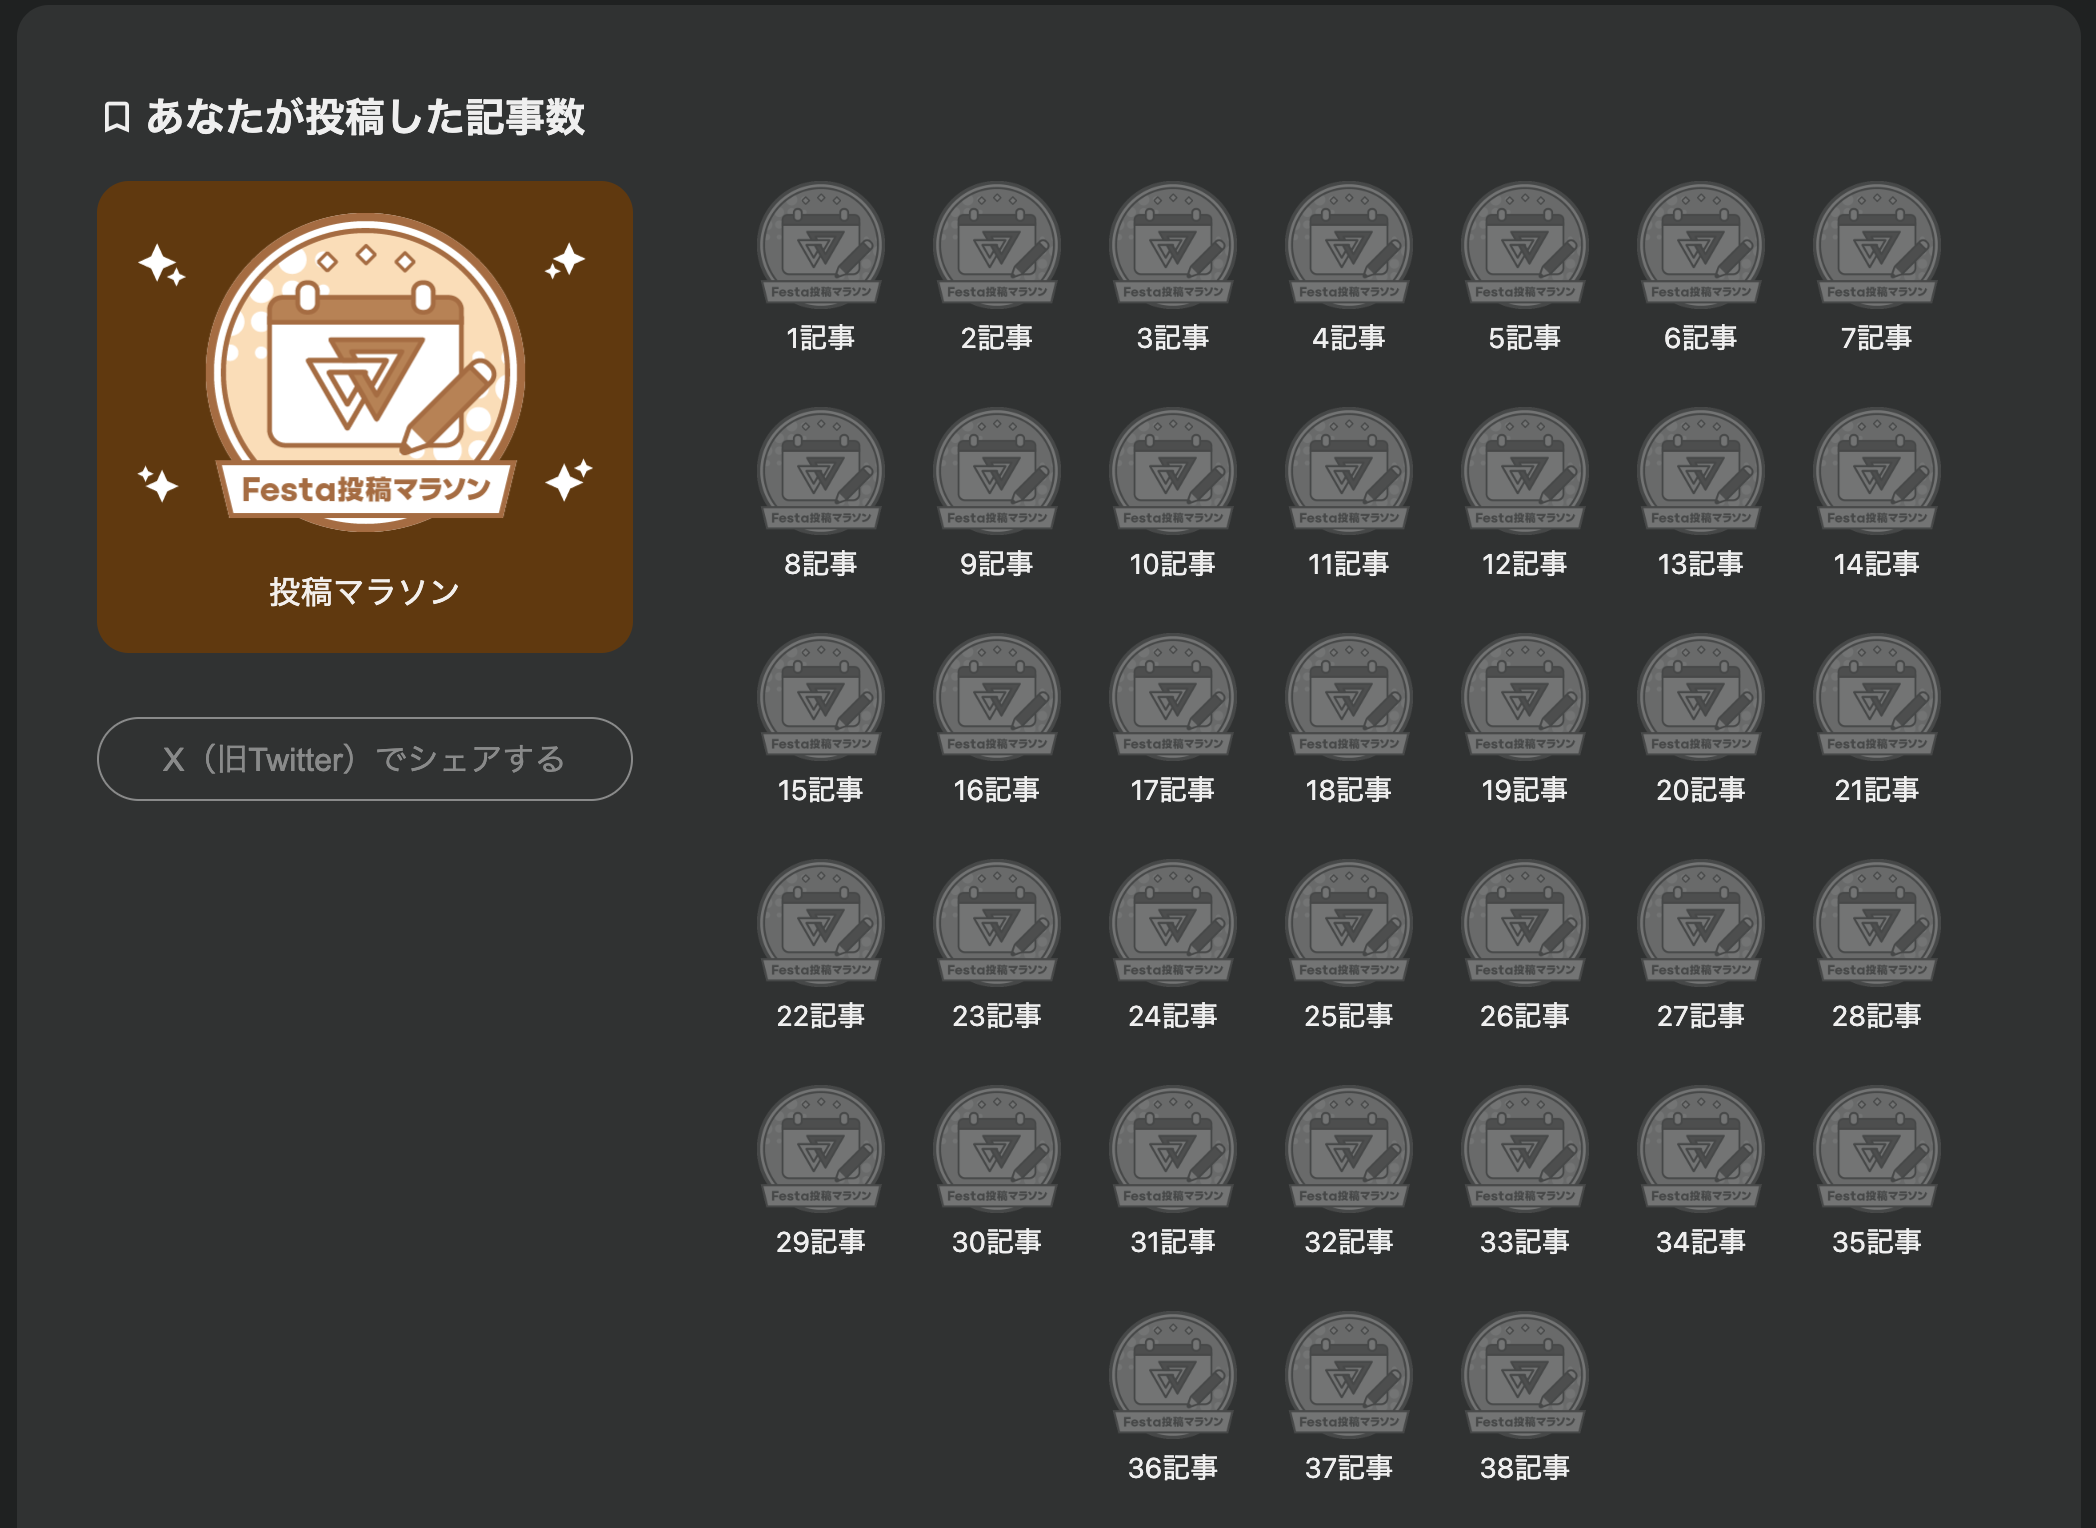 あなたが投稿した記事数
Festa投稿マラソン
投稿マラソン
X（旧Twitter）でシェアする
Festa投稿マラソン Festa投稿マラソン Festa投稿マラソン Festa投稿マラソン Festa投稿マラソン Festa投稿マラソン Festa投稿マラソン
1記事 2記事 3記事 4記事 5記事 6記事 7記事
Festa投稿マラソン Festa投稿マラソン Festa投稿マラソン Festa投稿マラソン Festa投稿マラソン Festa投稿マラソン Festa投稿マラソン
8記事 9記事 10記事 11記事 12記事 13記事 14記事
Festa投稿マラソン Festa投稿マラソン Festa投稿マラソン Festa投稿マラソン Festa投稿マラソン Festa投稿マラソン Festa投稿マラソン
15記事 16記事 17記事 18記事 19記事 20記事 21記事
Festa投稿マラソン Festa投稿マラソン Festa投稿マラソン Festa投稿マラソン Festa投稿マラソン Festa投稿マラソン Festa投稿マラソン
22記事 23記事 24記事 25記事 26記事 27記事 28記事
Festa投稿マラソン Festa投稿マラソン Festa投稿マラソン Festa投稿マラソン Festa投稿マラソン Festa投稿マラソン Festa投稿マラソン
29記事 30記事 31記事 32記事 33記事 34記事 35記事
Festa投稿マラソン Festa投稿マラソン Festa投稿マラソン
36記事 37記事 38記事